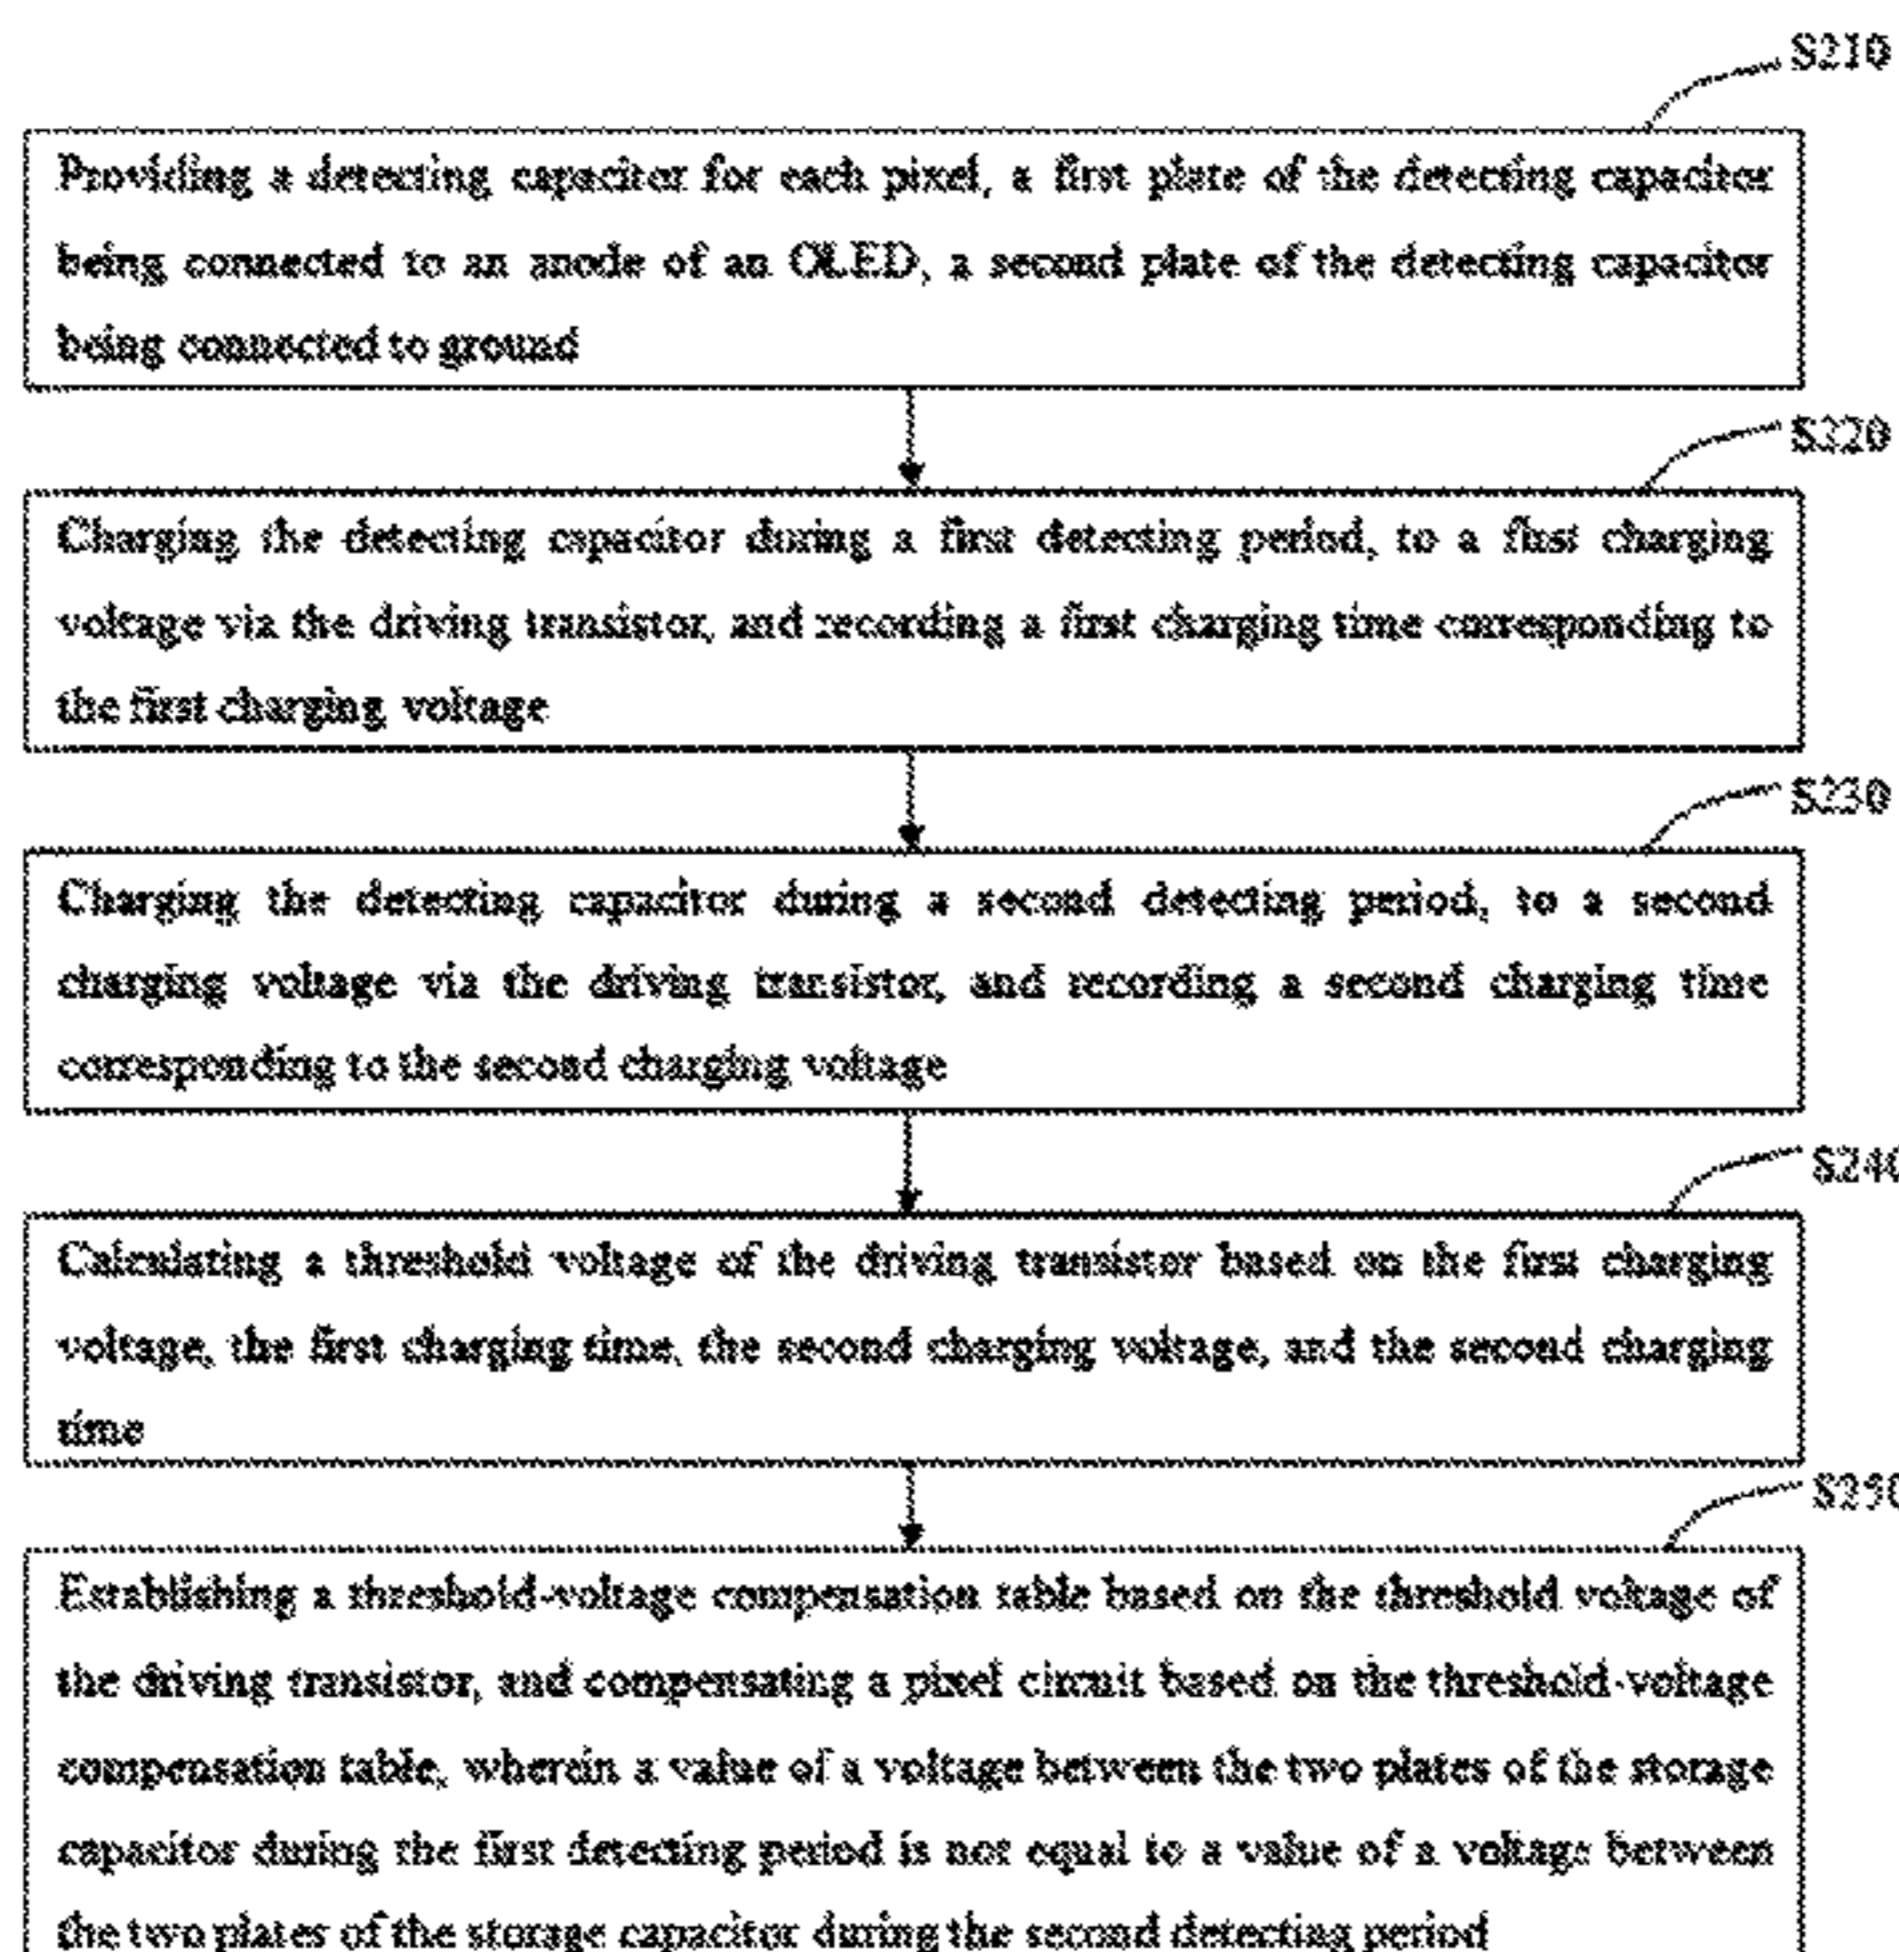 S210
Providing a detecting capacitor for each pixel, a first plate of the detecting capacitor
being connected to an anode of an OLED, a second plate of the detecting capacitor
being connected to ground
S220
Charging the detecting capacitor during a first detecting period, to a first charging
voltage via the driving transistor, and recording a first charging time corresponding to
the first charging voltage
S230
Charging the detecting capacitor during a second detecting period, to a second
charging voltage via the driving transistor, and recording a second charging time
corresponding to the second charging voltage
S240
Calculating a threshold voltage of the driving transistor based on the first charging
voltage, the first charging time, the second charging voltage, and the second charging
time
S250
Establishing a threshold-voltage compensation table based on the threshold voltage of
the driving transistor, and compensating a pixel circuit based on the threshold-voltage
compensation table, wherein a value of a voltage between the two plates of the storage
capacitor during the first detecting period is not equal to a value of a voltage between
the two plates of the storage capacitor during the second detecting period